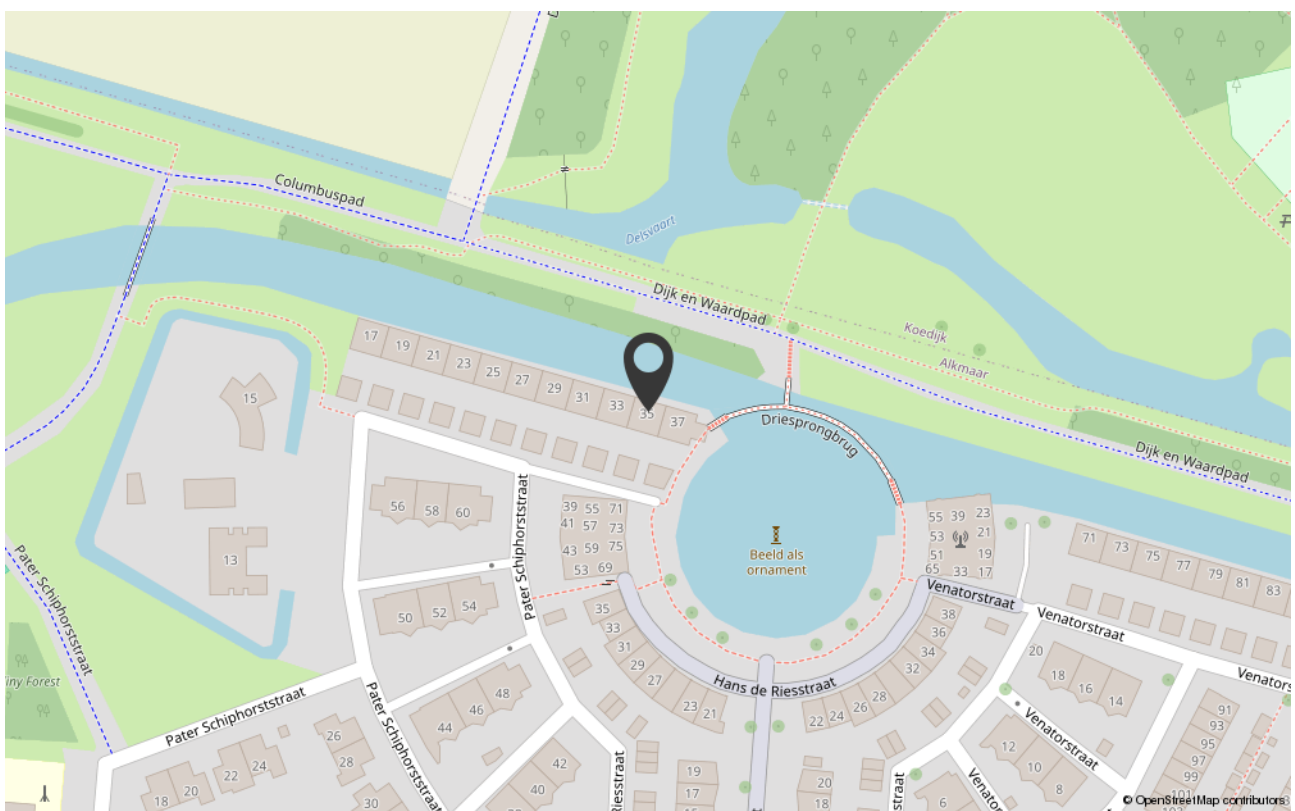 Columbuspad
Delsvaart
Dijk en Waardpad
Koedijk
Alkmaar
17
19
21
23
25
27
29
31
33
35
37
15
Driesprongbrug
Dijk en Waardpad
56
58
60
Pater Schiphorststraat
39 55 71
41 57 73
43 59 75
53 69
Beeld als
ornament
55 39 23
53 21
51 19
65 33 17
71
73
75
77
79
81
83
13
Pater Schiphorststraat
50
52
54
35
33
31
29
27
23
21
Hans de Riesstraat
Venatorstraat
Venatorstraat
Venatorstraat
38
36
34
32
28
26
24
22
20
18
16
14
Tiny Forest
Pater Schiphorststraat
Pater Schiphorststraat
44
46
48
18
20
22
24
26
28
30
40
42
Riesstraat
19
17
15
20
18
Venatorstraat
12
10
8
6
91
93
95
97
99
101
© OpenStreetMap contributors